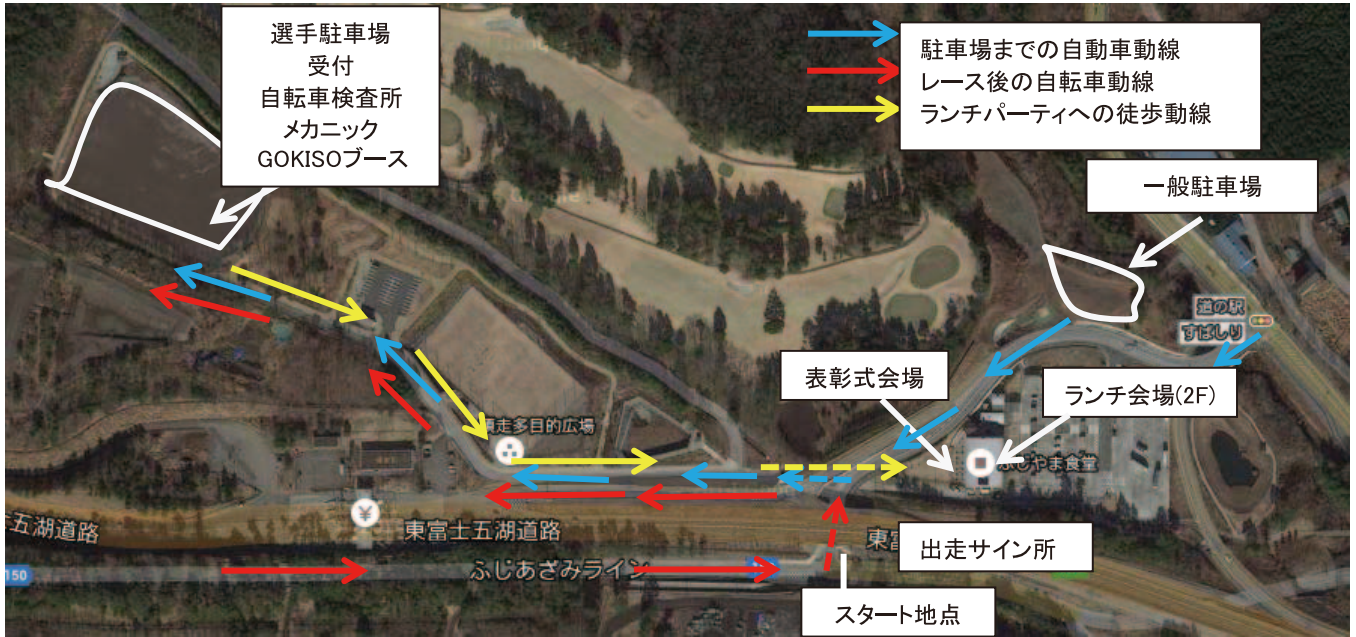 選手駐車場
受付
自転車検査所
メカニック
GOKISOブース
駐車場までの自動車動線
レース後の自転車動線
ランチパーティへの徒歩動線
一般駐車場
道の駅
すばしり
表彰式会場
ランチ会場(2F)
須走多目的広場
ふじやま食堂
¥
東富士五湖道路
五湖道路
東富
出走サイン所
ふじあざみライン
150
スタート地点